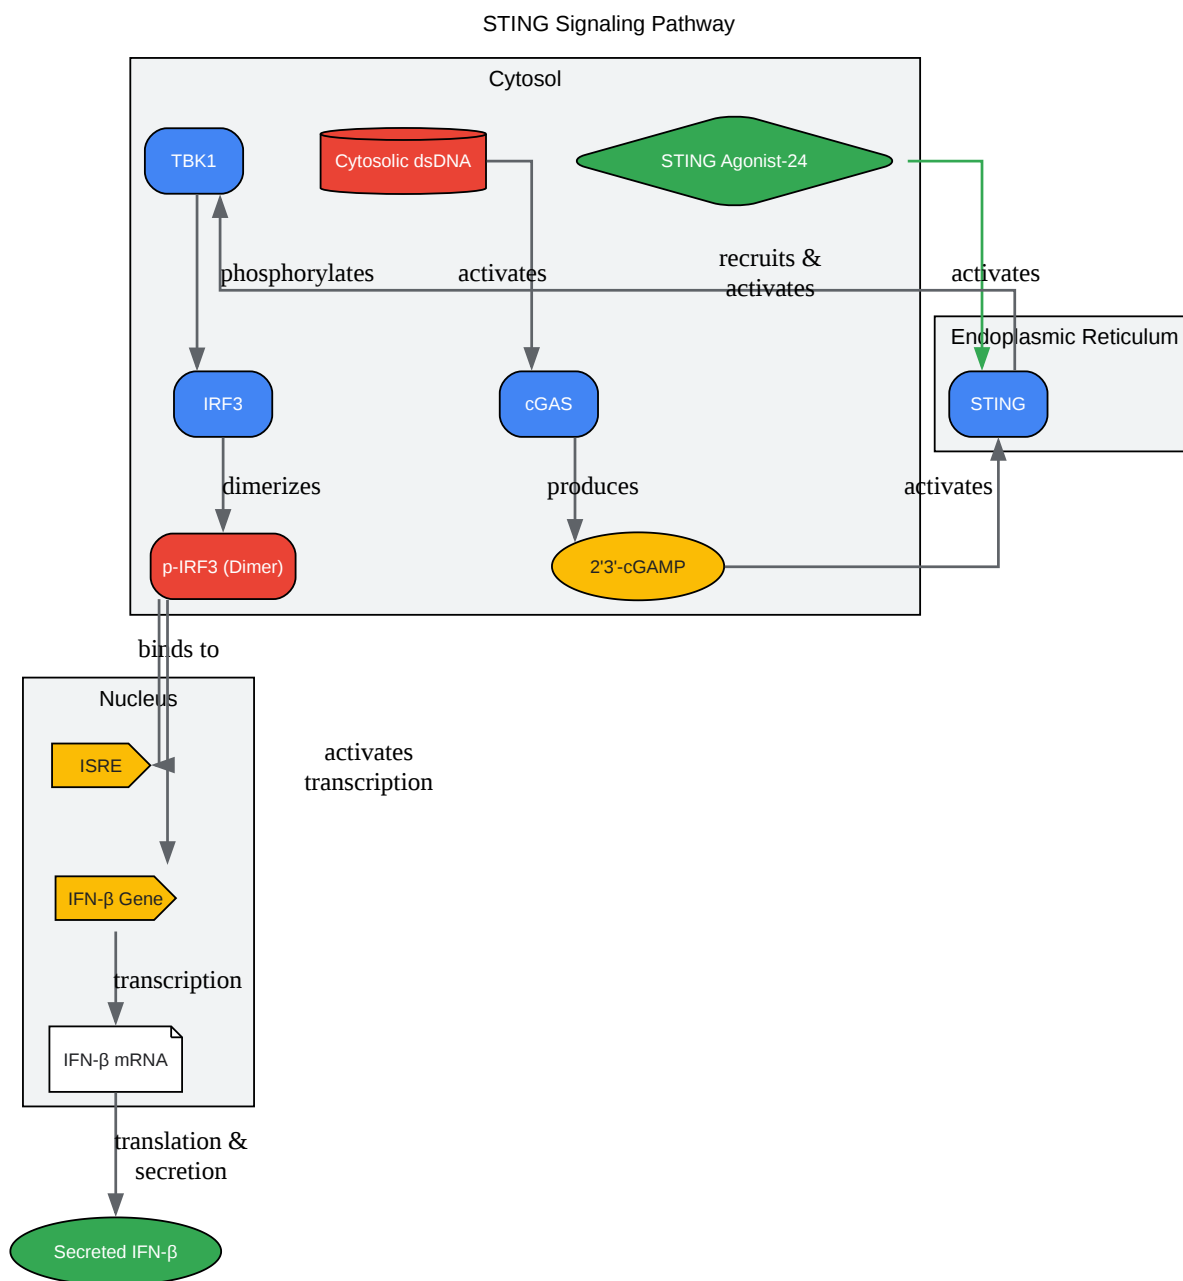 STING Signaling Pathway
Cytosol
TBK1
Cytosolic dsDNA
STING Agonist-24
phosphorylates
activates
recruits &
activates
activates
Endoplasmic Reticulum
IRF3
cGAS
STING
dimerizes
produces
activates
p-IRF3 (Dimer)
2'3'-cGAMP
binds to
Nucleus
ISRE
activates
transcription
IFN-β Gene
transcription
IFN-β mRNA
translation &
secretion
Secreted IFN-β